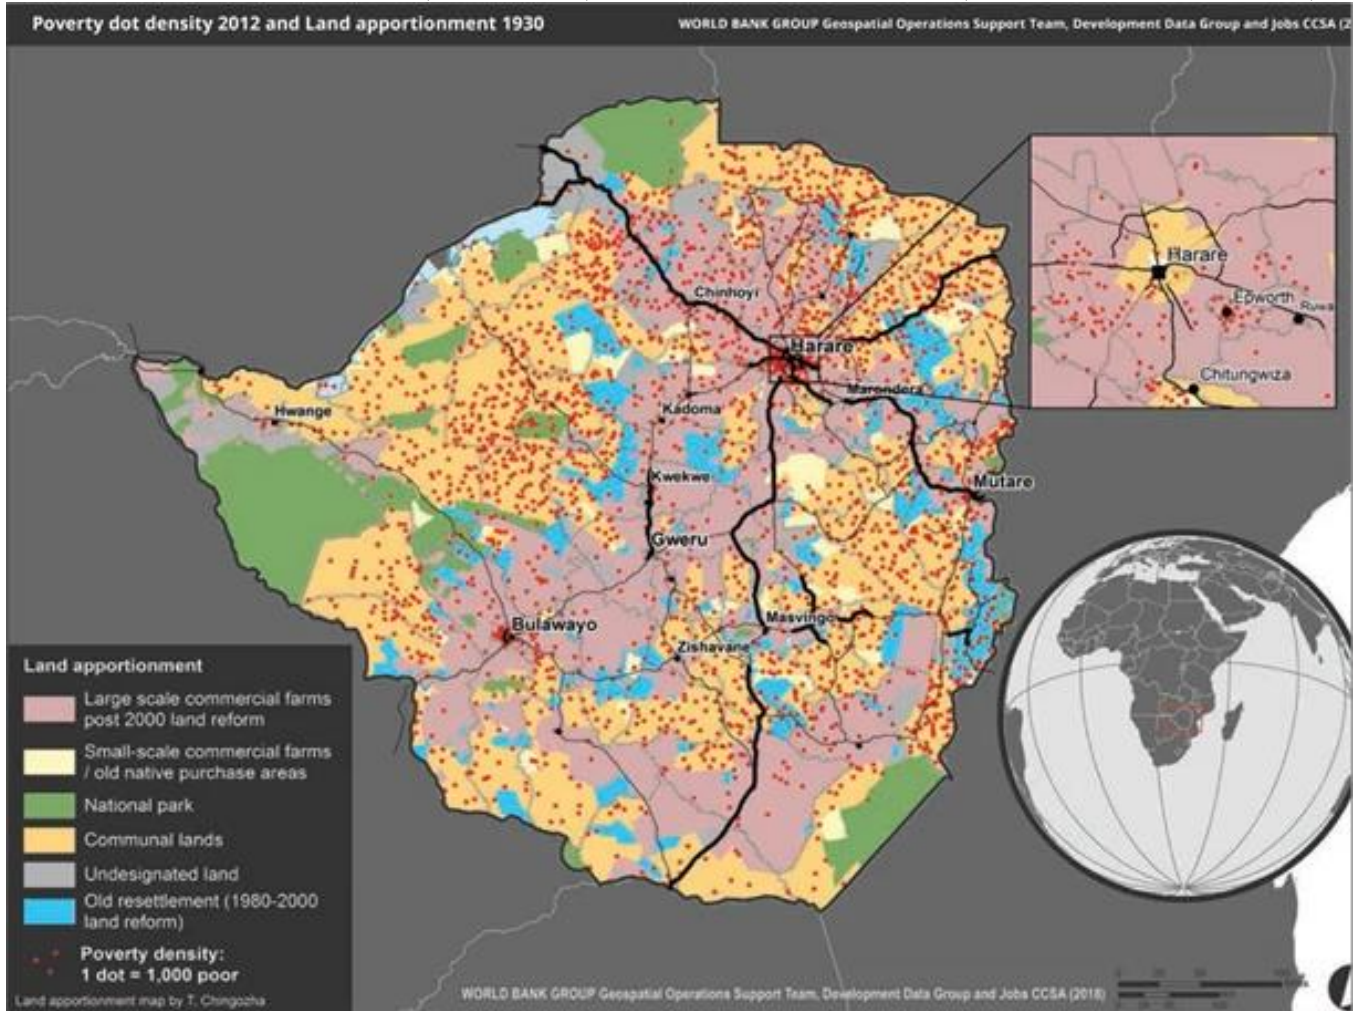 Poverty dot density 2012 and Land apportionment 1930
WORLD BANK GROUP Geospatial Operations Support Team, Development Data Group and Jobs CCSA (2
Harare
Epworth
Ruwa
Chitungwiza
Chinhoyi
Harare
Marondera
Hwange
Kadoma
Kwekwe
Mutare
Gweru
Bulawayo
Masvingo
Zishavane
Land apportionment
Large scale commercial farms
post 2000 land reform
Small-scale commercial farms
/ old native purchase areas
National park
Communal lands
Undesignated land
Old resettlement (1980-2000
land reform)
Poverty density:
1 dot = 1,000 poor
Land apportionment map by T. Chingozha
WORLD BANK GROUP Geospatial Operations Support Team, Development Data Group and Jobs CCSA (2018)